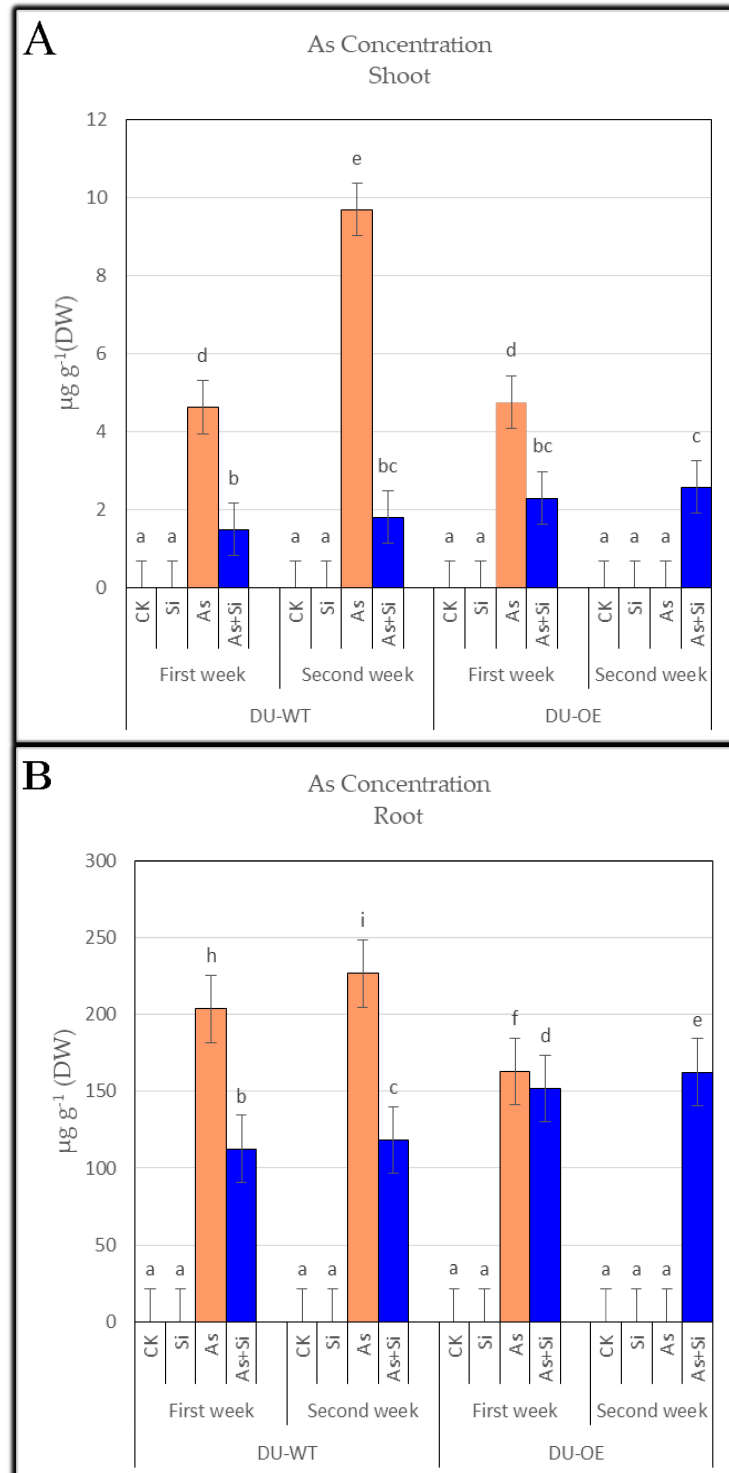 A
As Concentration
Shoot
12
10
8
6
4
2
0
µg g⁻¹(DW)
a a d b a a e bc a a d bc a a a c
CK Si As As+Si CK Si As As+Si CK Si As As+Si CK Si As As+Si
First week Second week First week Second week
DU-WT DU-OE
B
As Concentration
Root
300
250
200
150
100
50
0
µg g⁻¹ (DW)
a a h b a a i c a a f d a a a e
CK Si As As+Si CK Si As As+Si CK Si As As+Si CK Si As As+Si
First week Second week First week Second week
DU-WT DU-OE